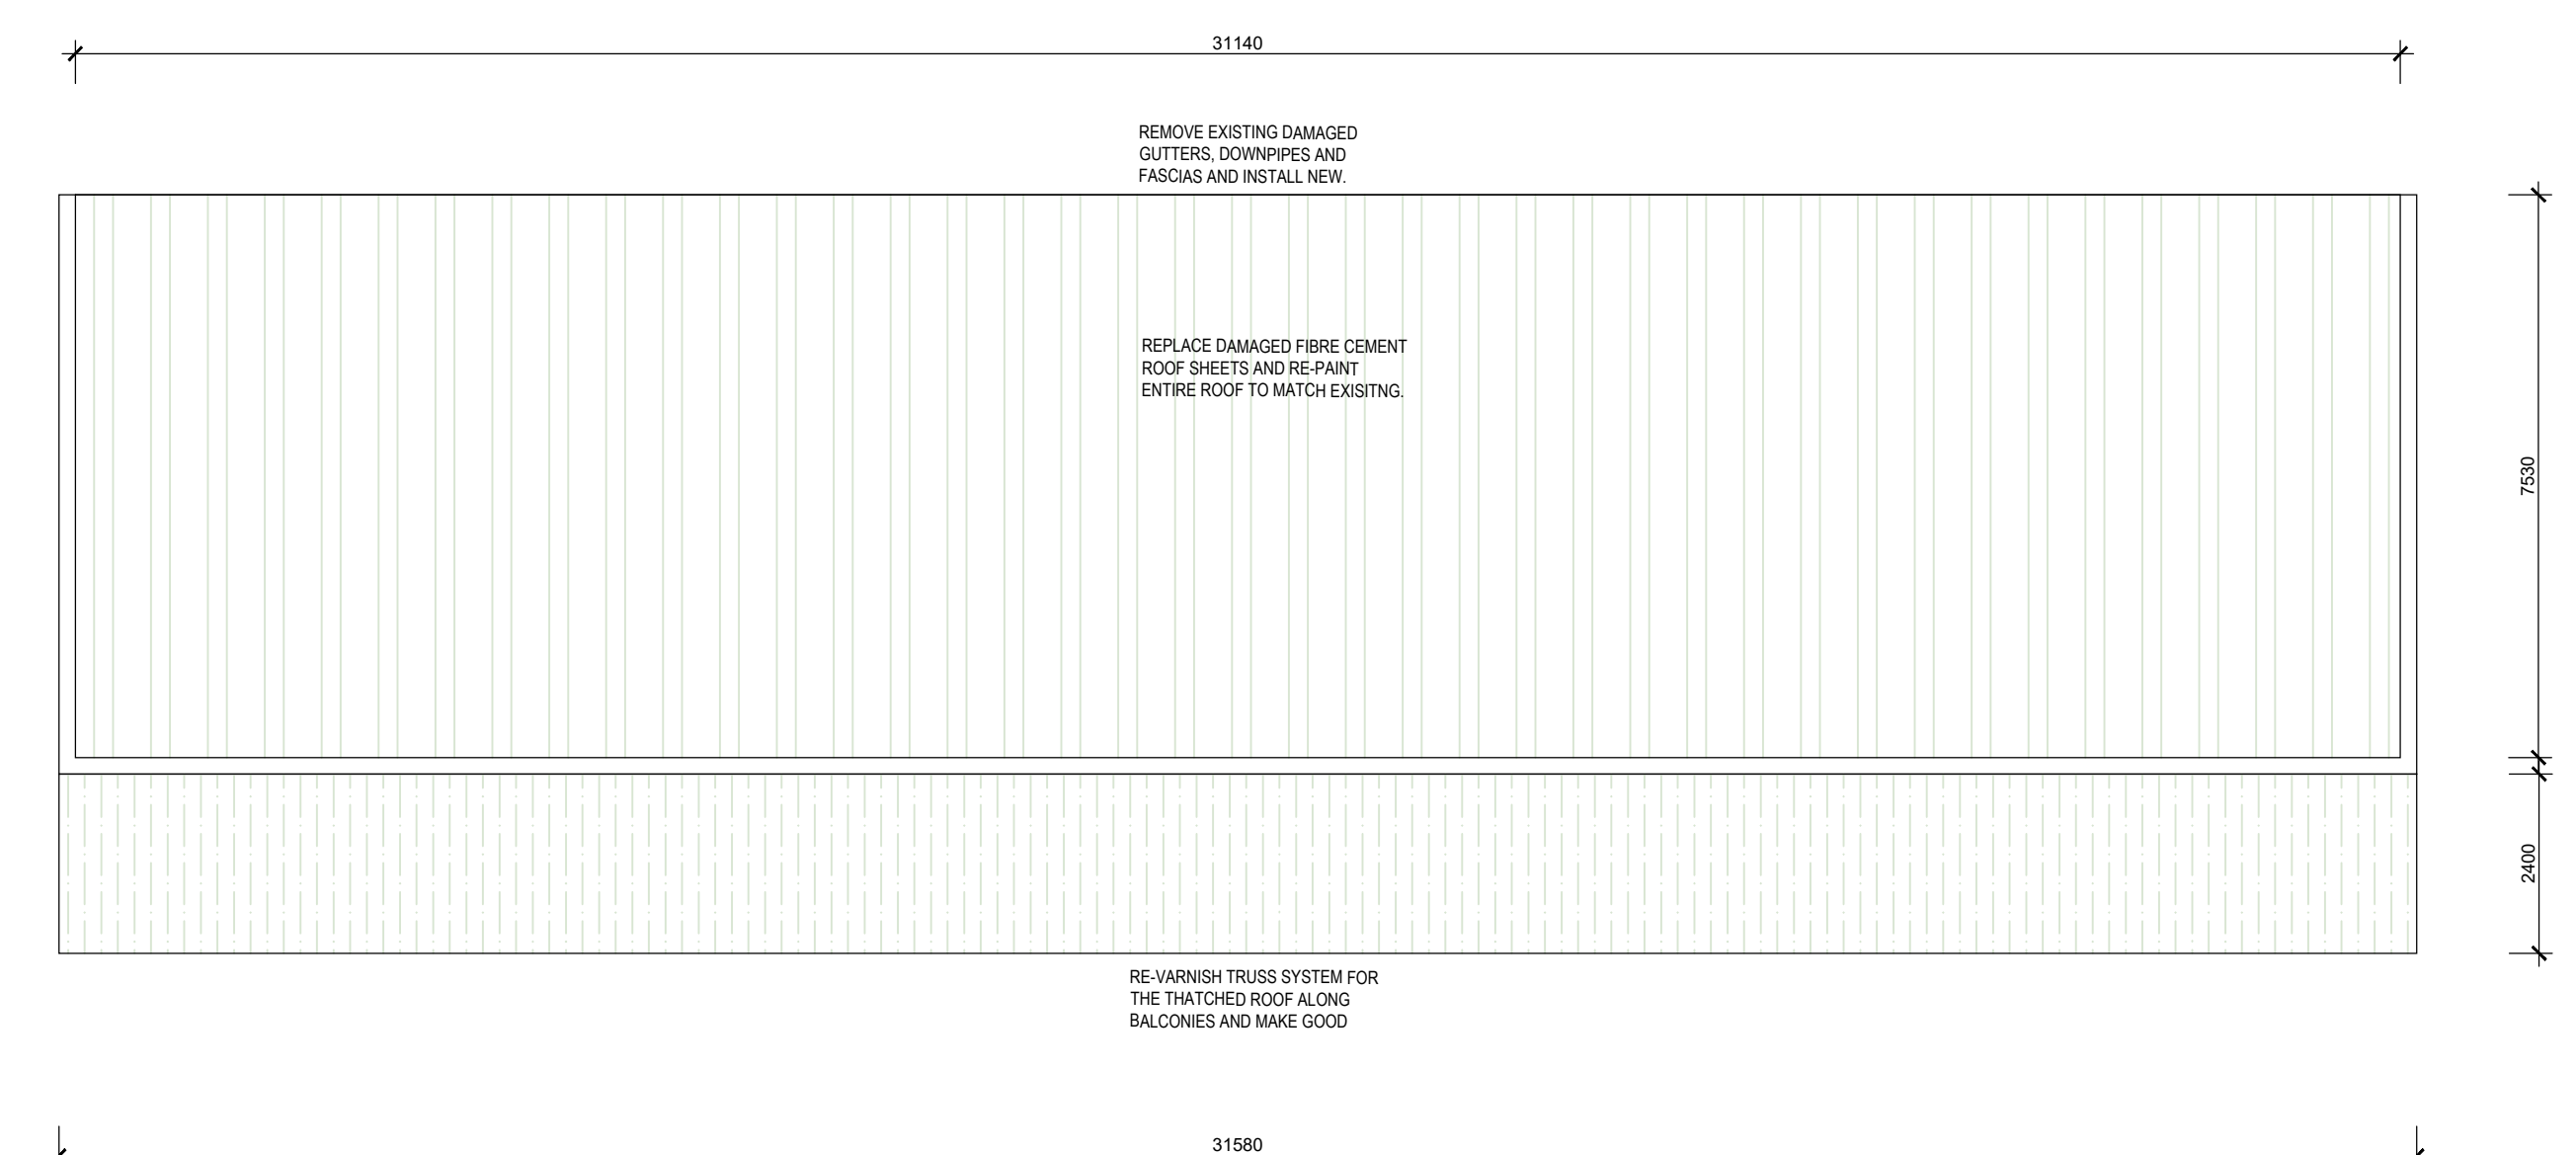 31140
REMOVE EXISTING DAMAGED
GUTTERS, DOWNPIPES AND
FASCIAS AND INSTALL NEW.
REPLACE DAMAGED FIBRE CEMENT
ROOF SHEETS AND RE-PAINT
ENTIRE ROOF TO MATCH EXISITNG.
7530
2400
RE-VARNISH TRUSS SYSTEM FOR
THE THATCHED ROOF ALONG
BALCONIES AND MAKE GOOD
31580